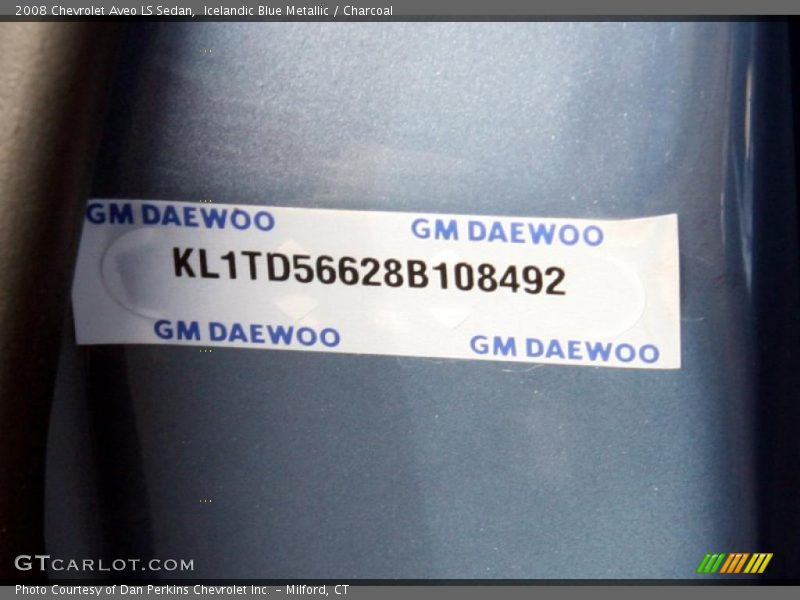 2008 Chevrolet Aveo LS Sedan, Icelandic Blue Metallic / Charcoal
GM DAEWOO GM DAEWOO
KL1TD56628B108492
GM DAEWOO GM DAEWOO
GTCARLOT.COM
Photo Courtesy of Dan Perkins Chevrolet Inc. - Milford, CT